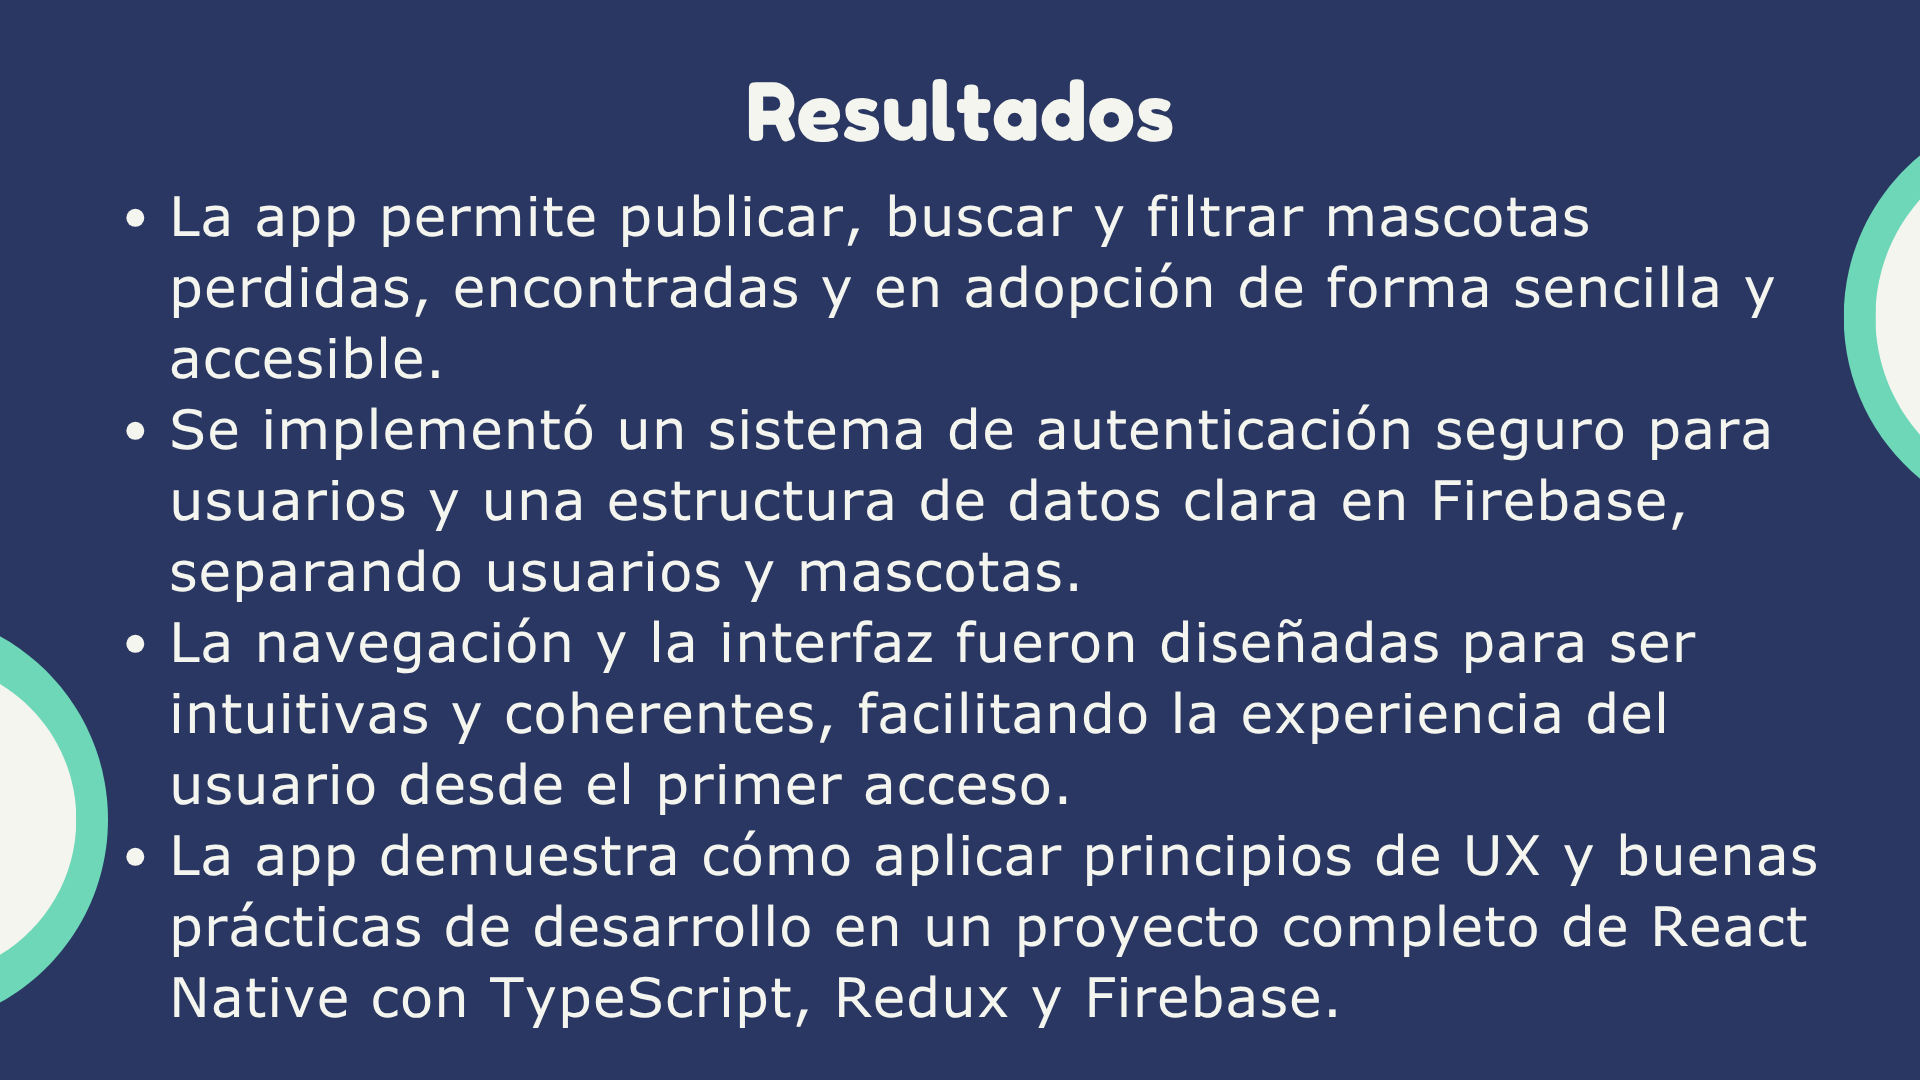 Resultados
• La app permite publicar, buscar y filtrar mascotas
perdidas, encontradas y en adopción de forma sencilla y
accesible.
• Se implementó un sistema de autenticación seguro para
usuarios y una estructura de datos clara en Firebase,
separando usuarios y mascotas.
• La navegación y la interfaz fueron diseñadas para ser
intuitivas y coherentes, facilitando la experiencia del
usuario desde el primer acceso.
• La app demuestra cómo aplicar principios de UX y buenas
prácticas de desarrollo en un proyecto completo de React
Native con TypeScript, Redux y Firebase.